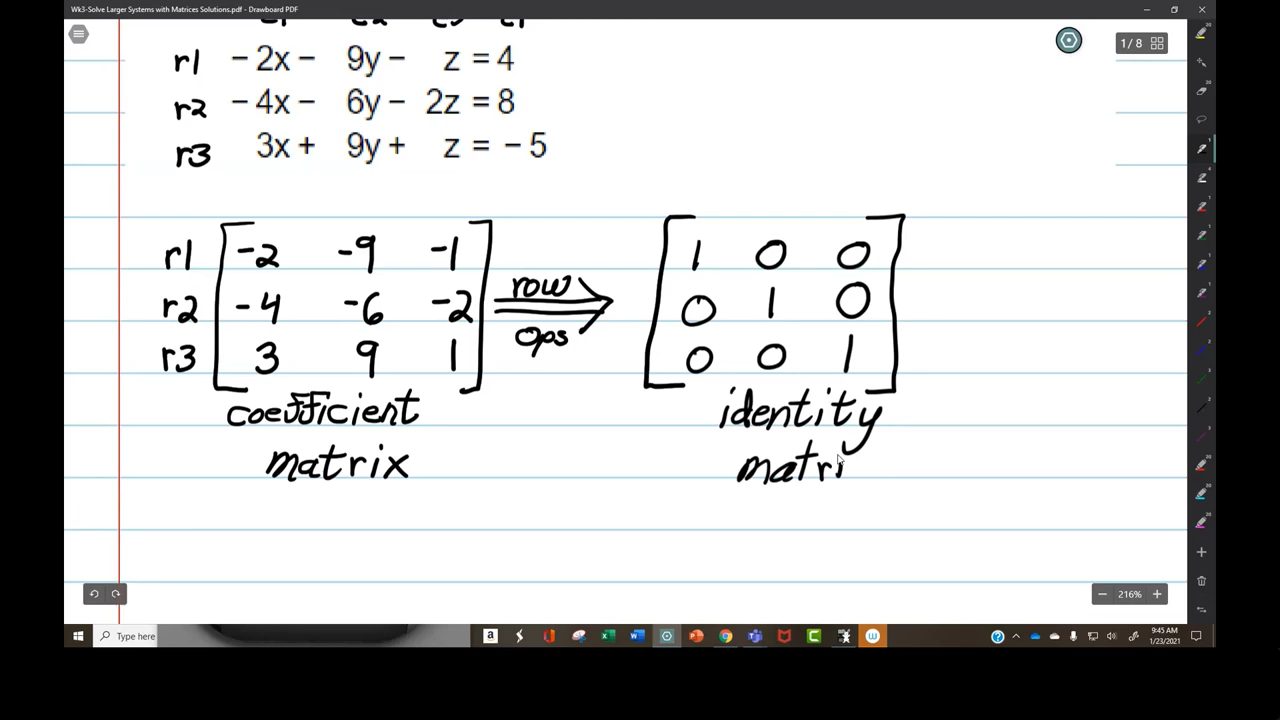 Wk3-Solve Larger Systems with Matrices Solutions.pdf - Drawboard PDF
1 / 8
r1 - 2x - 9y - z = 4
r2 - 4x - 6y - 2z = 8
r3 3x + 9y + z = - 5
r1 -2 -9 -1 1 0 0
row
r2 -4 -6 -2 0 1 0
ops
r3 3 9 1 0 0 1
coefficient identity
matrix matri
216%
Type here
9:45 AM
1/23/2021